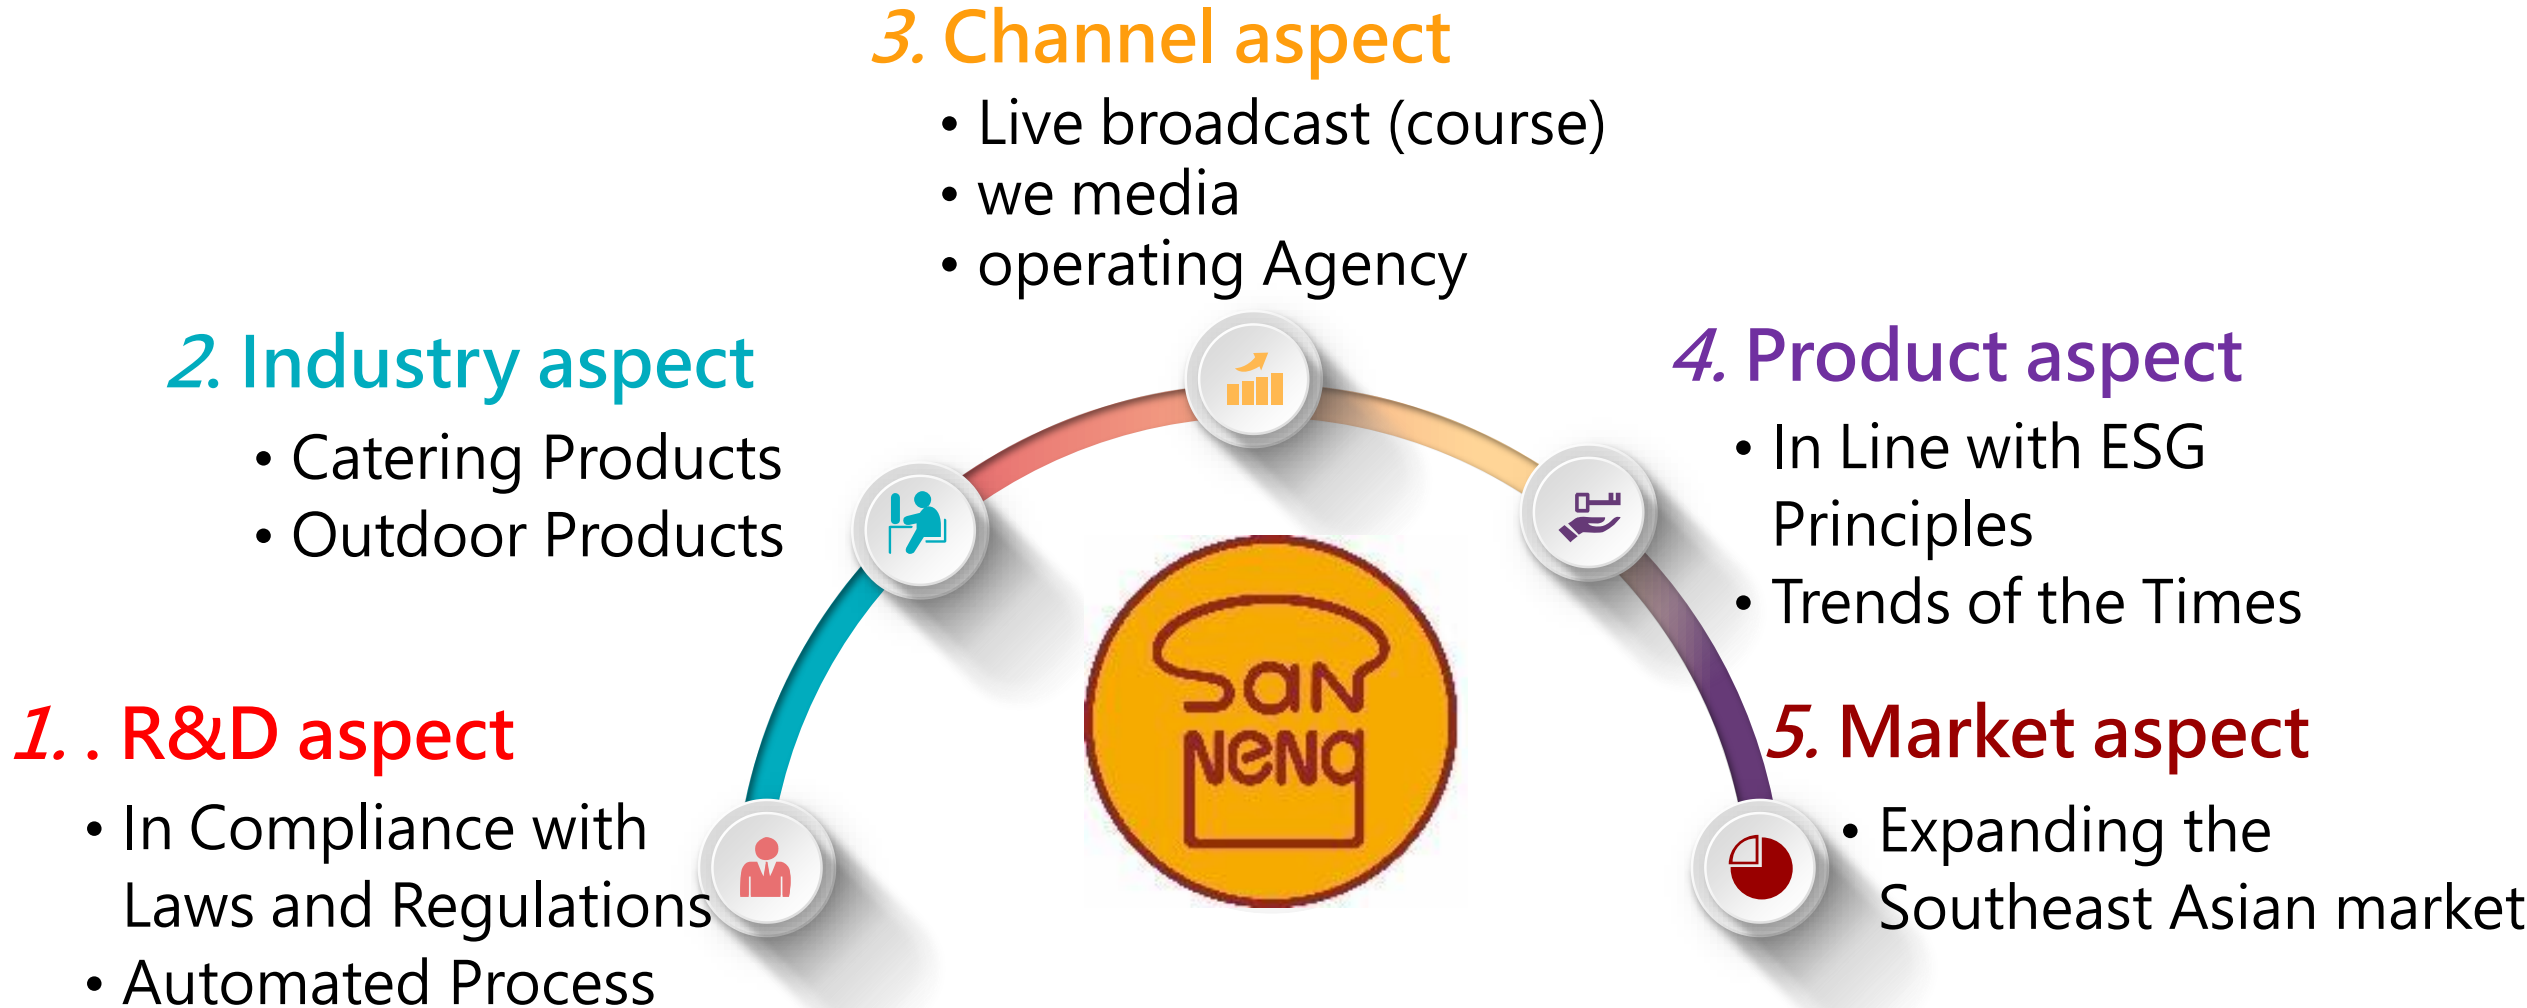 3. Channel aspect
• Live broadcast (course)
• we media
• operating Agency
2. Industry aspect
• Catering Products
• Outdoor Products
4. Product aspect
• In Line with ESG
Principles
• Trends of the Times
1. . R&D aspect
• In Compliance with
Laws and Regulations
• Automated Process
SAN
NENG
5. Market aspect
• Expanding the
Southeast Asian market